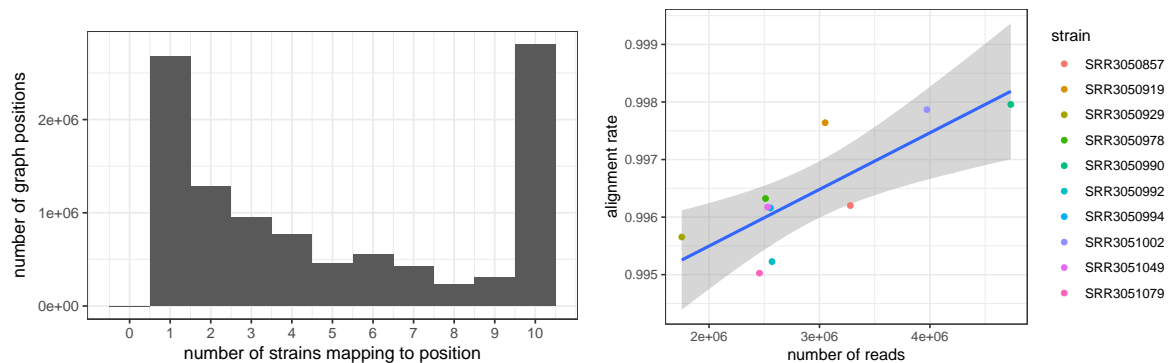 number of graph positions
2e+06
1e+06
0e+00
0 1 2 3 4 5 6 7 8 9 10
number of strains mapping to position
alignment rate
0.999
0.998
0.997
0.996
0.995
2e+06 3e+06 4e+06
number of reads
strain
SRR3050857
SRR3050919
SRR3050929
SRR3050978
SRR3050990
SRR3050992
SRR3050994
SRR3051002
SRR3051049
SRR3051079